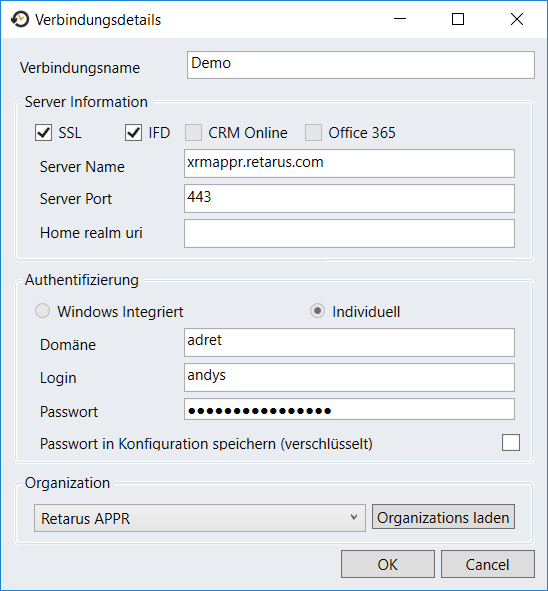 Verbindungsdetails
Verbindungsname Demo
Server Information
SSL IFD CRM Online Office 365
Server Name xrmappr.retarus.com
Server Port 443
Home realm uri
Authentifizierung
Windows Integriert Individuell
Domäne adret
Login andys
Passwort ●●●●●●●●●●●●●●●●
Passwort in Konfiguration speichern (verschlüsselt)
Organization
Retarus APPR Organizations laden
OK Cancel